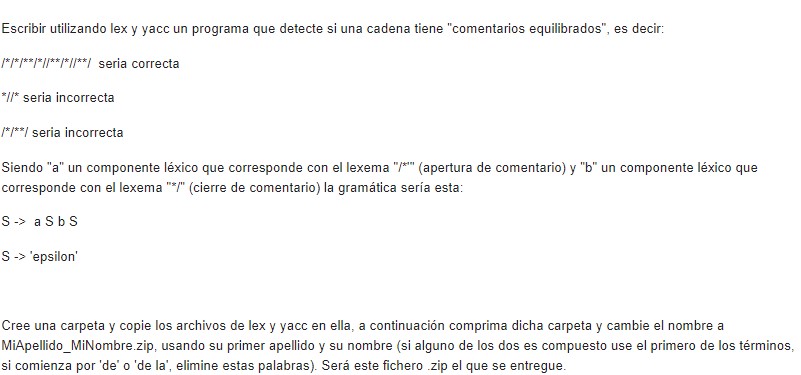 Escribir utilizando lex y yacc un programa que detecte si una cadena tiene "comentarios equilibrados", es decir:
/*/*/**/*//**/*//**/ seria correcta
*//* seria incorrecta
/*/**/ seria incorrecta
Siendo "a" un componente léxico que corresponde con el lexema "/*'" (apertura de comentario) y "b" un componente léxico que
corresponde con el lexema "*/" (cierre de comentario) la gramática sería esta:
S -> a S b S
S -> 'epsilon'
Cree una carpeta y copie los archivos de lex y yacc en ella, a continuación comprima dicha carpeta y cambie el nombre a
MiApellido_MiNombre.zip, usando su primer apellido y su nombre (si alguno de los dos es compuesto use el primero de los términos,
si comienza por 'de' o 'de la', elimine estas palabras). Será este fichero .zip el que se entregue.